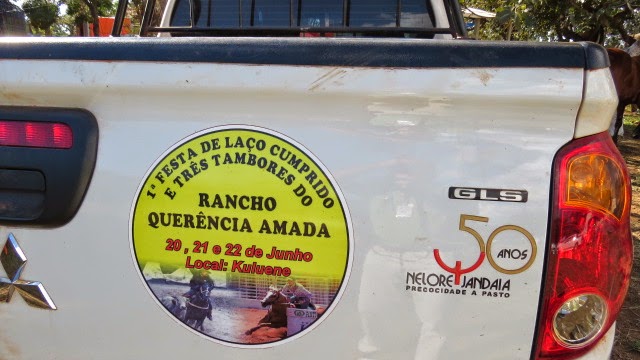 1ª FESTA DE LAÇO CUMPRIDO
E TRÊS TAMBORES DO
RANCHO
QUERÊNCIA AMADA
20 , 21 e 22 de Junho
Local: Kuluene
GLS
50
ANOS
NELORE JANDAIA
PRECOCIDADE A PASTO